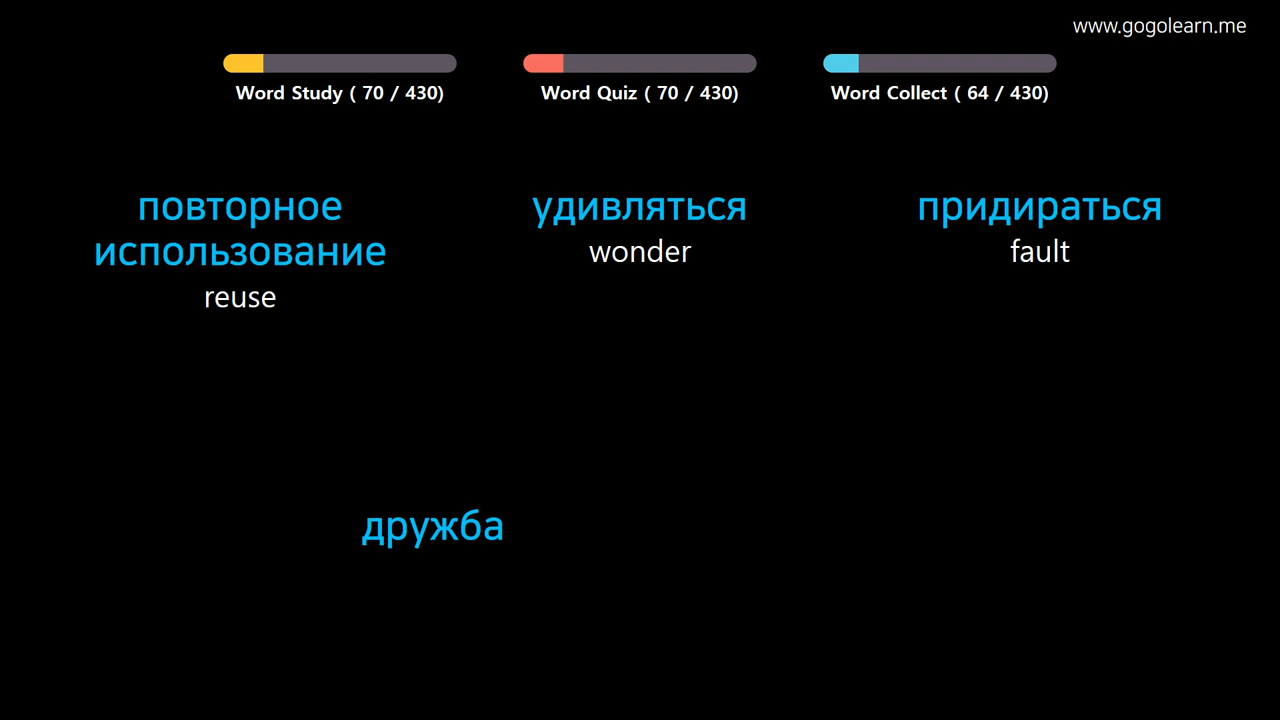 www.gogolearn.me
Word Study ( 70 / 430)
Word Quiz ( 70 / 430)
Word Collect ( 64 / 430)
повторное
использование
reuse
удивляться
wonder
придираться
fault
дружба